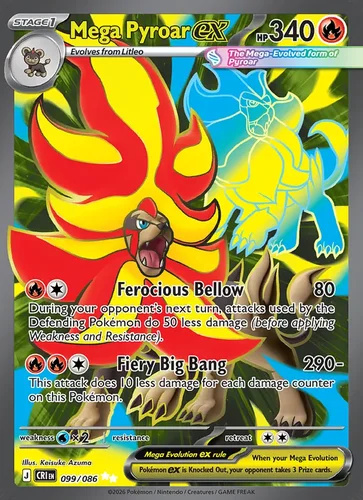 STAGE1 Mega Pyroar ex HP340
Evolves from Litleo
The Mega-Evolved form of
Pyroar
Ferocious Bellow 80
During your opponent's next turn, attacks used by the
Defending Pokémon do 50 less damage (before applying
Weakness and Resistance).
Fiery Big Bang 290-
This attack does 10 less damage for each damage counter
on this Pokémon.
weakness ×2 resistance retreat
Illus. Keisuke Azuma
Mega Evolution ex rule
When your Mega Evolution
Pokémon ex is Knocked Out, your opponent takes 3 Prize cards.
J CRI EN 099/086
©2026 Pokémon / Nintendo / Creatures / GAME FREAK